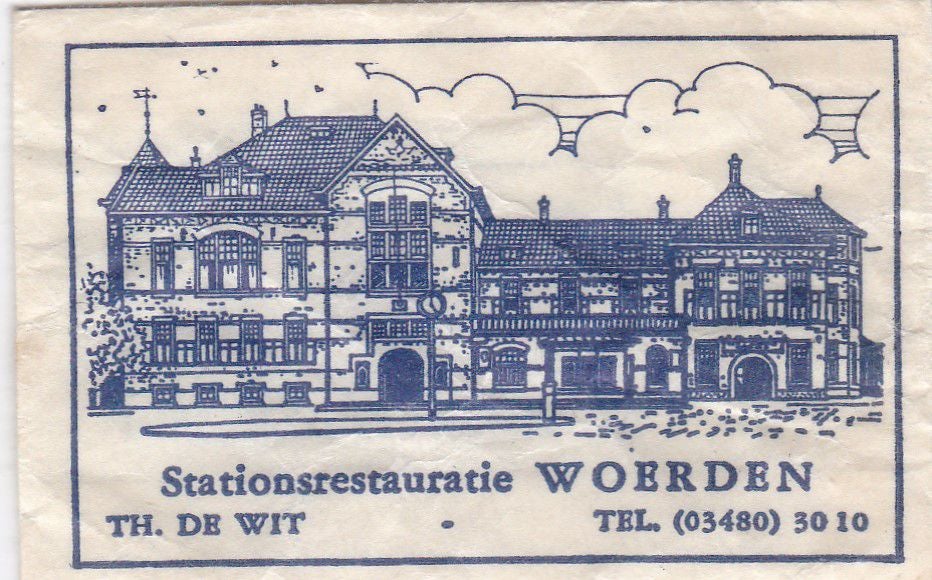 Stationsrestauratie WOERDEN
TH. DE WIT - TEL. (03480) 30 10